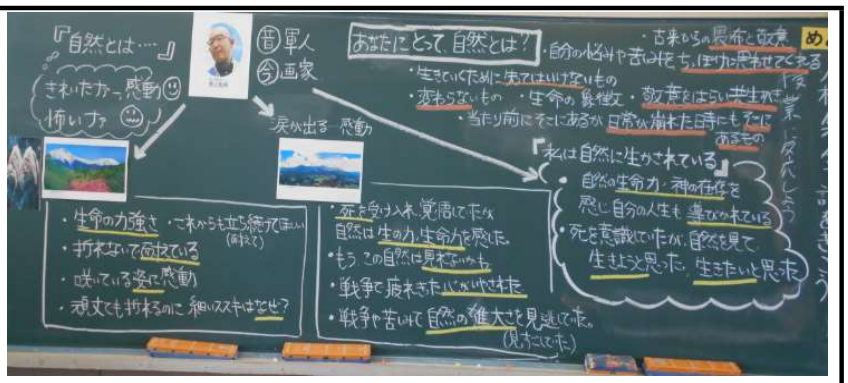 『自然とは…』
きれいだなー、感動
怖いなァ
昔 軍人
今 画家
涙が出る 感動
あなたにとって自然とは?
・古来からの畏怖と敬意
・自分の悩みや苦しみをちっぽけに思わせてくれる
・生きていくために失くてはいけないもの
・変わらないもの ・生命の象徴 ・敬意をはらい共生すべき
・当たり前にそこにあるが日常が崩れた日時にもそこにあるもの
『私は自然に生かされている』
・自然の生命力・神の存在を
感じ自分の人生も導びかれている
・死を意識していたが、自然を見て、
生きようと思った、生きたいと思った
・生命の力強さ ・これからも立ち続けてほしい
(耐えて)
・折れないで耐えている
・咲いている姿に感動
・頑丈でも折れるのに細いススキはなぜ?
・死を受け入れ、覚悟していたが
自然は生の力、生命力を感じた。
・もう、この自然は見れないかも
・戦争で疲れきった心がいやされた
・戦争や苦しみで自然の偉大さを見逃していた。
め